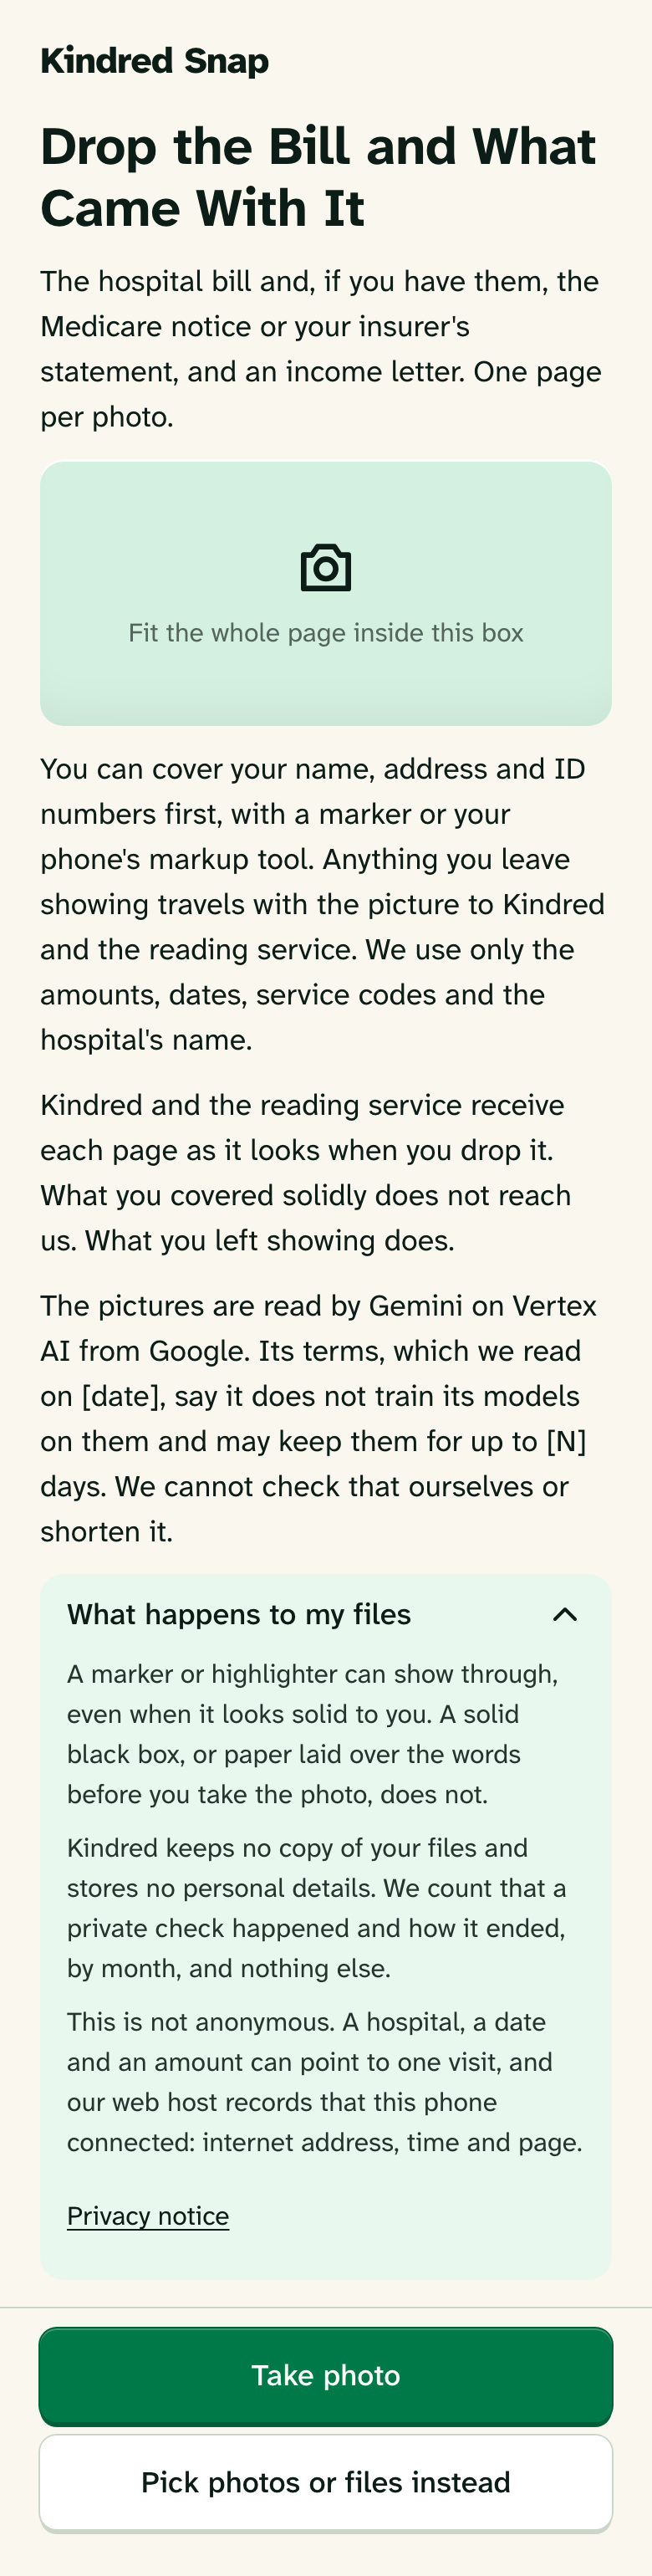 Kindred Snap
Drop the Bill and What
Came With It
The hospital bill and, if you have them, the
Medicare notice or your insurer's
statement, and an income letter. One page
per photo.
Fit the whole page inside this box
You can cover your name, address and ID
numbers first, with a marker or your
phone's markup tool. Anything you leave
showing travels with the picture to Kindred
and the reading service. We use only the
amounts, dates, service codes and the
hospital's name.
Kindred and the reading service receive
each page as it looks when you drop it.
What you covered solidly does not reach
us. What you left showing does.
The pictures are read by Gemini on Vertex
AI from Google. Its terms, which we read
on [date], say it does not train its models
on them and may keep them for up to [N]
days. We cannot check that ourselves or
shorten it.
What happens to my files
A marker or highlighter can show through,
even when it looks solid to you. A solid
black box, or paper laid over the words
before you take the photo, does not.
Kindred keeps no copy of your files and
stores no personal details. We count that a
private check happened and how it ended,
by month, and nothing else.
This is not anonymous. A hospital, a date
and an amount can point to one visit, and
our web host records that this phone
connected: internet address, time and page.
Privacy notice
Take photo
Pick photos or files instead